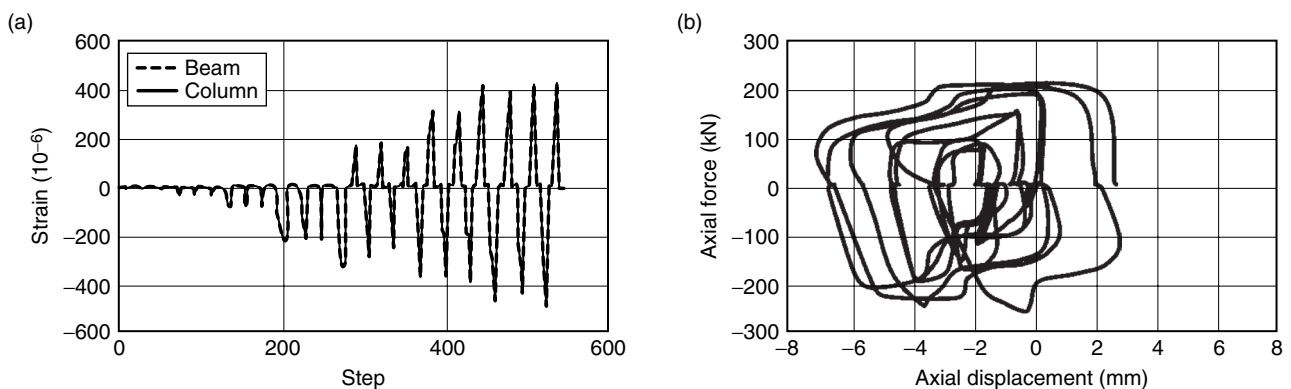 (a)
600
400
200
0
−200
−400
−600
Strain (10−6)
Beam
Column
0 200 400 600
Step
(b)
300
200
100
0
−100
−200
−300
Axial force (kN)
−8 −6 −4 −2 0 2 4 6 8
Axial displacement (mm)